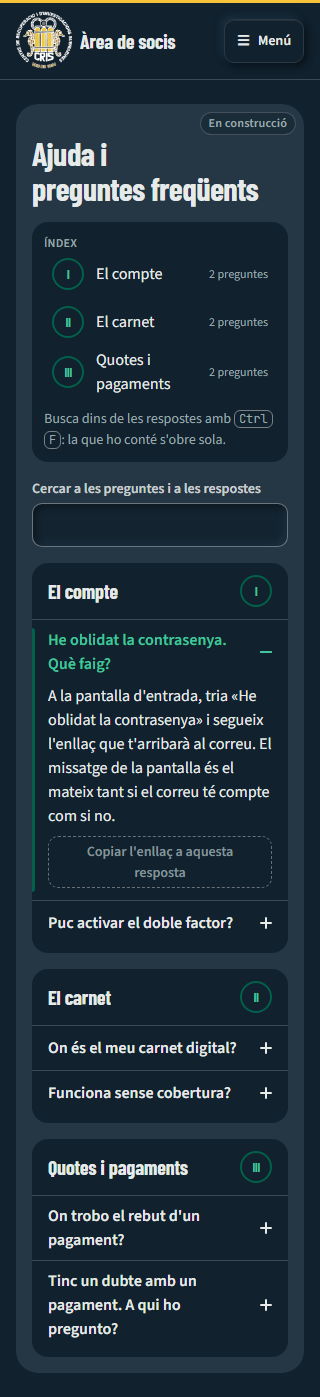 CRIS
Àrea de socis
☰ Menú
En construcció
Ajuda i
preguntes freqüents
ÍNDEX
I El compte 2 preguntes
II El carnet 2 preguntes
III Quotes i
pagaments 2 preguntes
Busca dins de les respostes amb Ctrl
F: la que ho conté s'obre sola.
Cercar a les preguntes i a les respostes
El compte I
He oblidat la contrasenya.
Què faig?
A la pantalla d'entrada, tria «He
oblidat la contrasenya» i segueix
l'enllaç que t'arribarà al correu. El
missatge de la pantalla és el
mateix tant si el correu té compte
com si no.
Copiar l'enllaç a aquesta
resposta
Puc activar el doble factor?
El carnet II
On és el meu carnet digital?
Funciona sense cobertura?
Quotes i pagaments III
On trobo el rebut d'un
pagament?
Tinc un dubte amb un
pagament. A qui ho
pregunto?